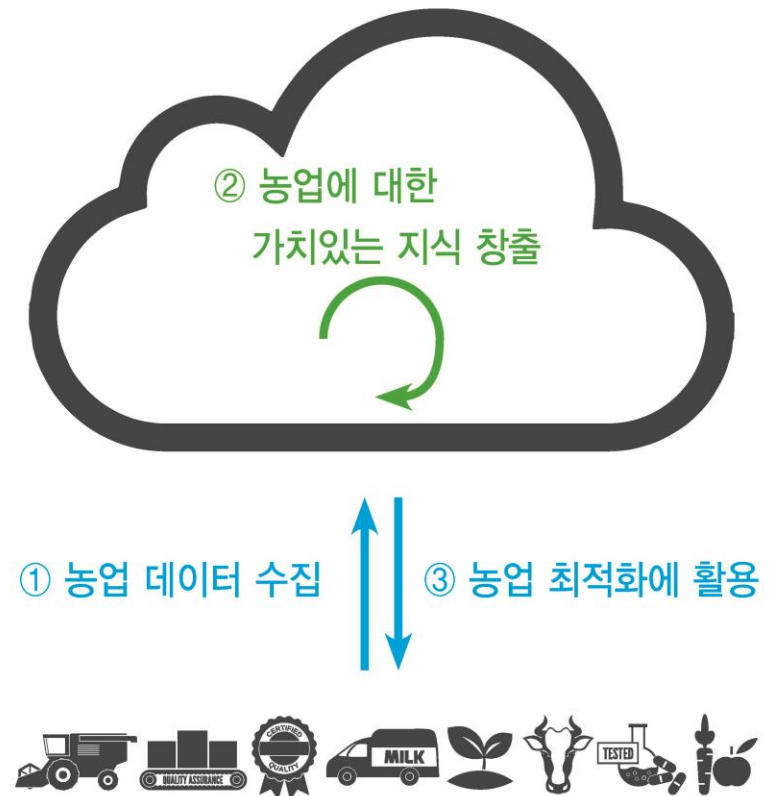 ② 농업에 대한
가치있는 지식 창출
① 농업 데이터 수집
③ 농업 최적화에 활용
QUALITY ASSURANCE
CERTIFIED
QUALITY
MILK
TESTED